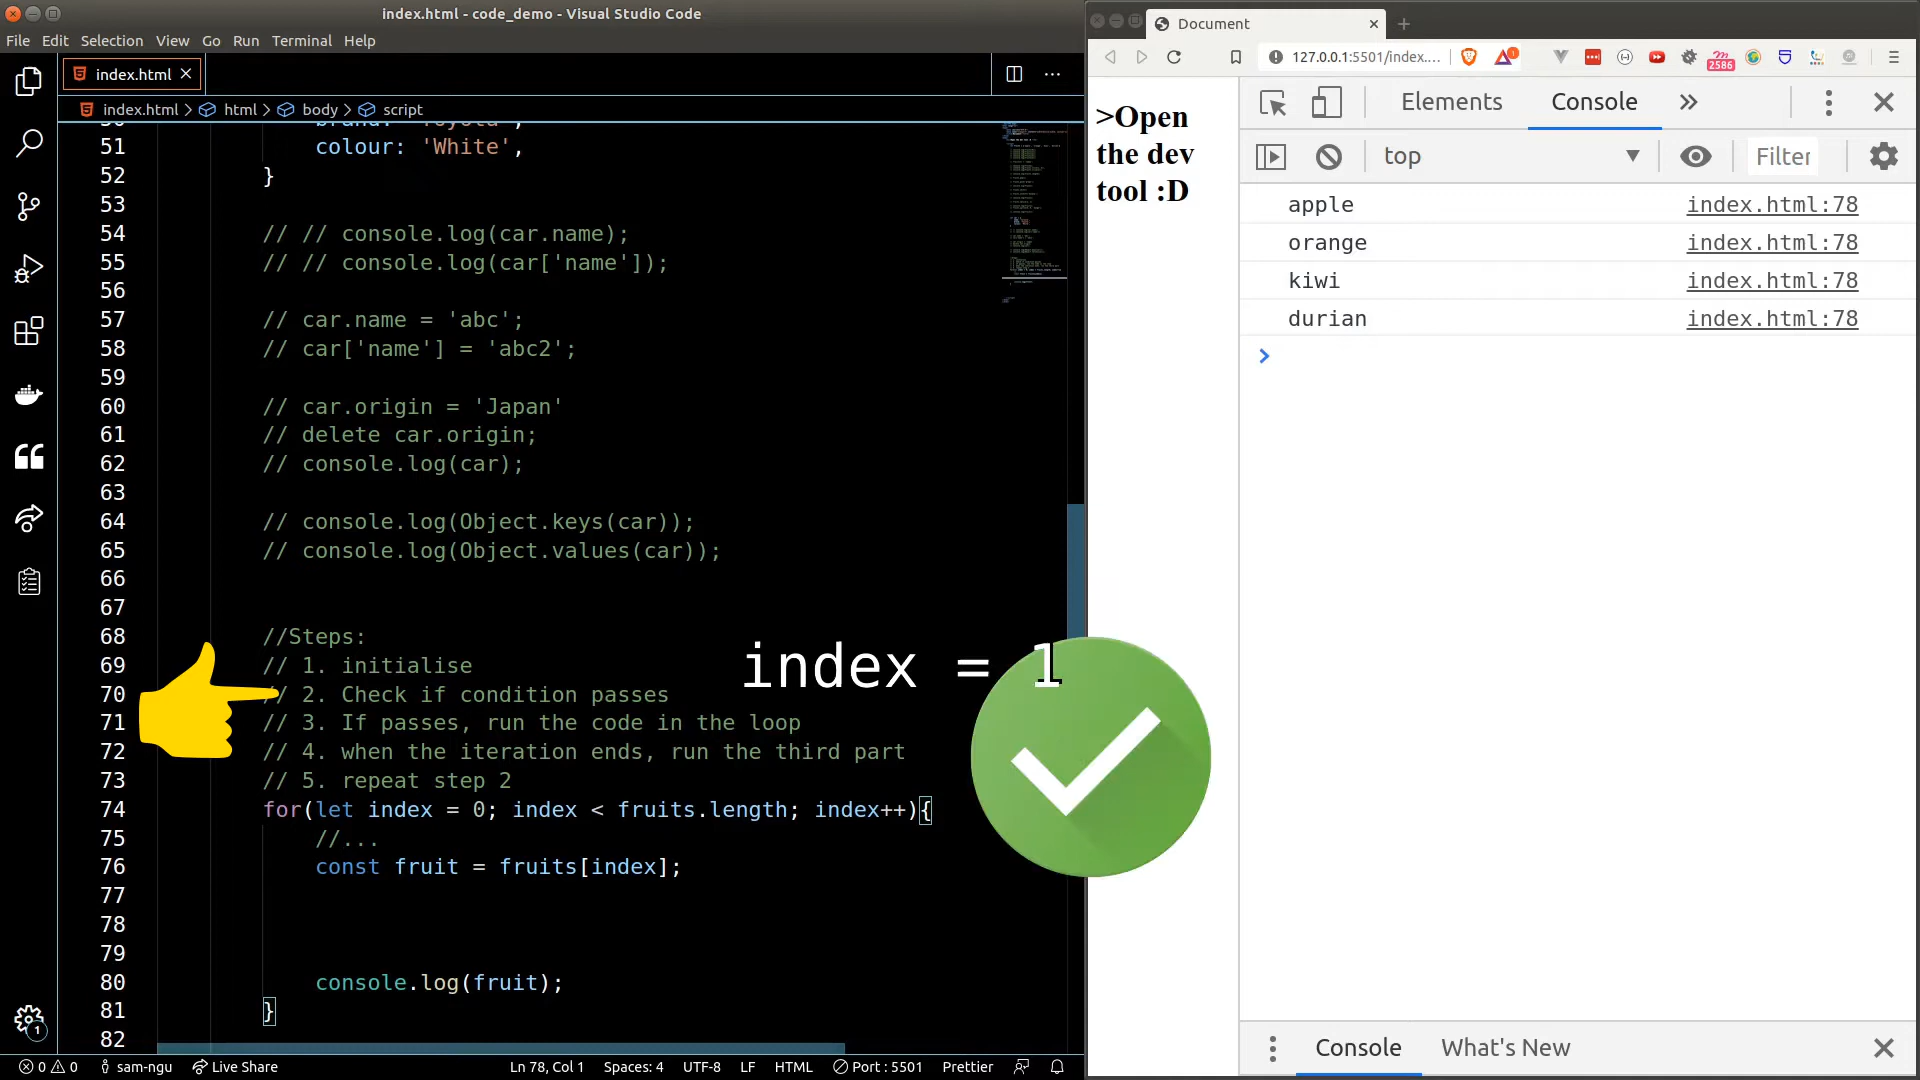 index.html - code_demo - Visual Studio Code
File Edit Selection View Go Run Terminal Help
index.html
index.html > html > body > script
51 colour: 'White',
52 }
53
54 // // console.log(car.name);
55 // // console.log(car['name']);
56
57 // car.name = 'abc';
58 // car['name'] = 'abc2';
59
60 // car.origin = 'Japan'
61 // delete car.origin;
62 // console.log(car);
63
64 // console.log(Object.keys(car));
65 // console.log(Object.values(car));
66
67
68 //Steps:
69 // 1. initialise
70 // 2. Check if condition passes
71 // 3. If passes, run the code in the loop
72 // 4. when the iteration ends, run the third part
73 // 5. repeat step 2
74 for(let index = 0; index < fruits.length; index++){
75 //...
76 const fruit = fruits[index];
77
78
79
80 console.log(fruit);
81 }
82
index = 1
1
0 0 sam-ngu Live Share Ln 78, Col 1 Spaces: 4 UTF-8 LF HTML Port : 5501 Prettier
Document
127.0.0.1:5501/index.... 1 2586
>Open
the dev
tool :D
Elements Console
top Filter
apple index.html:78
orange index.html:78
kiwi index.html:78
durian index.html:78
Console What's New